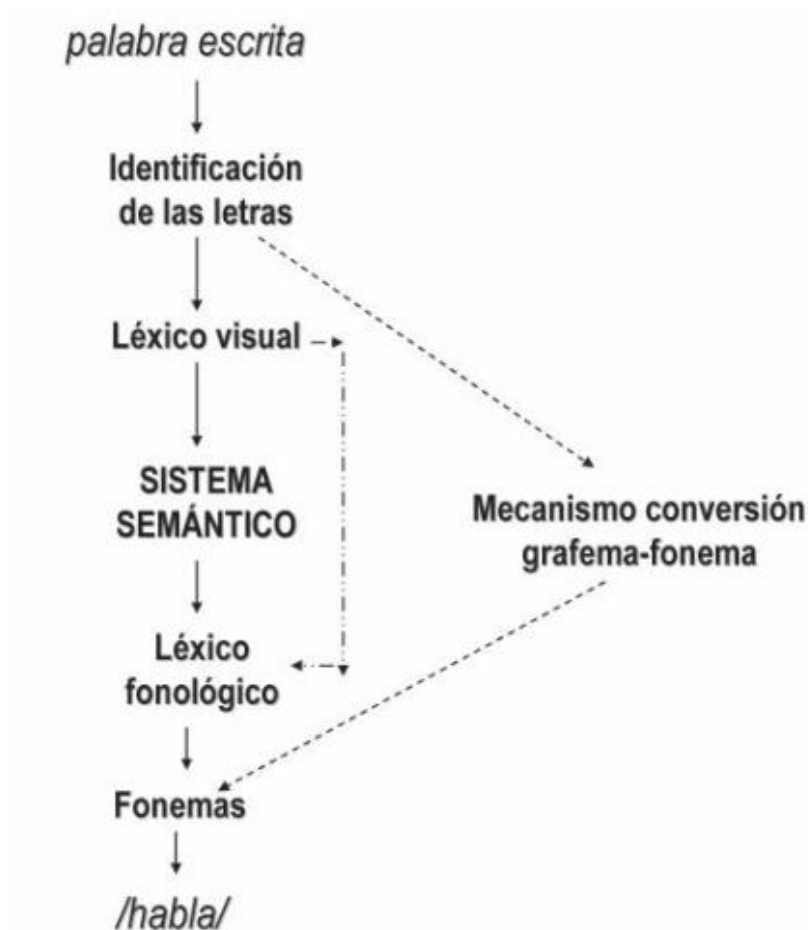 palabra escrita
Identificación
de las letras
Léxico visual
SISTEMA
SEMÁNTICO
Mecanismo conversión
grafema-fonema
Léxico
fonológico
Fonemas
/habla/